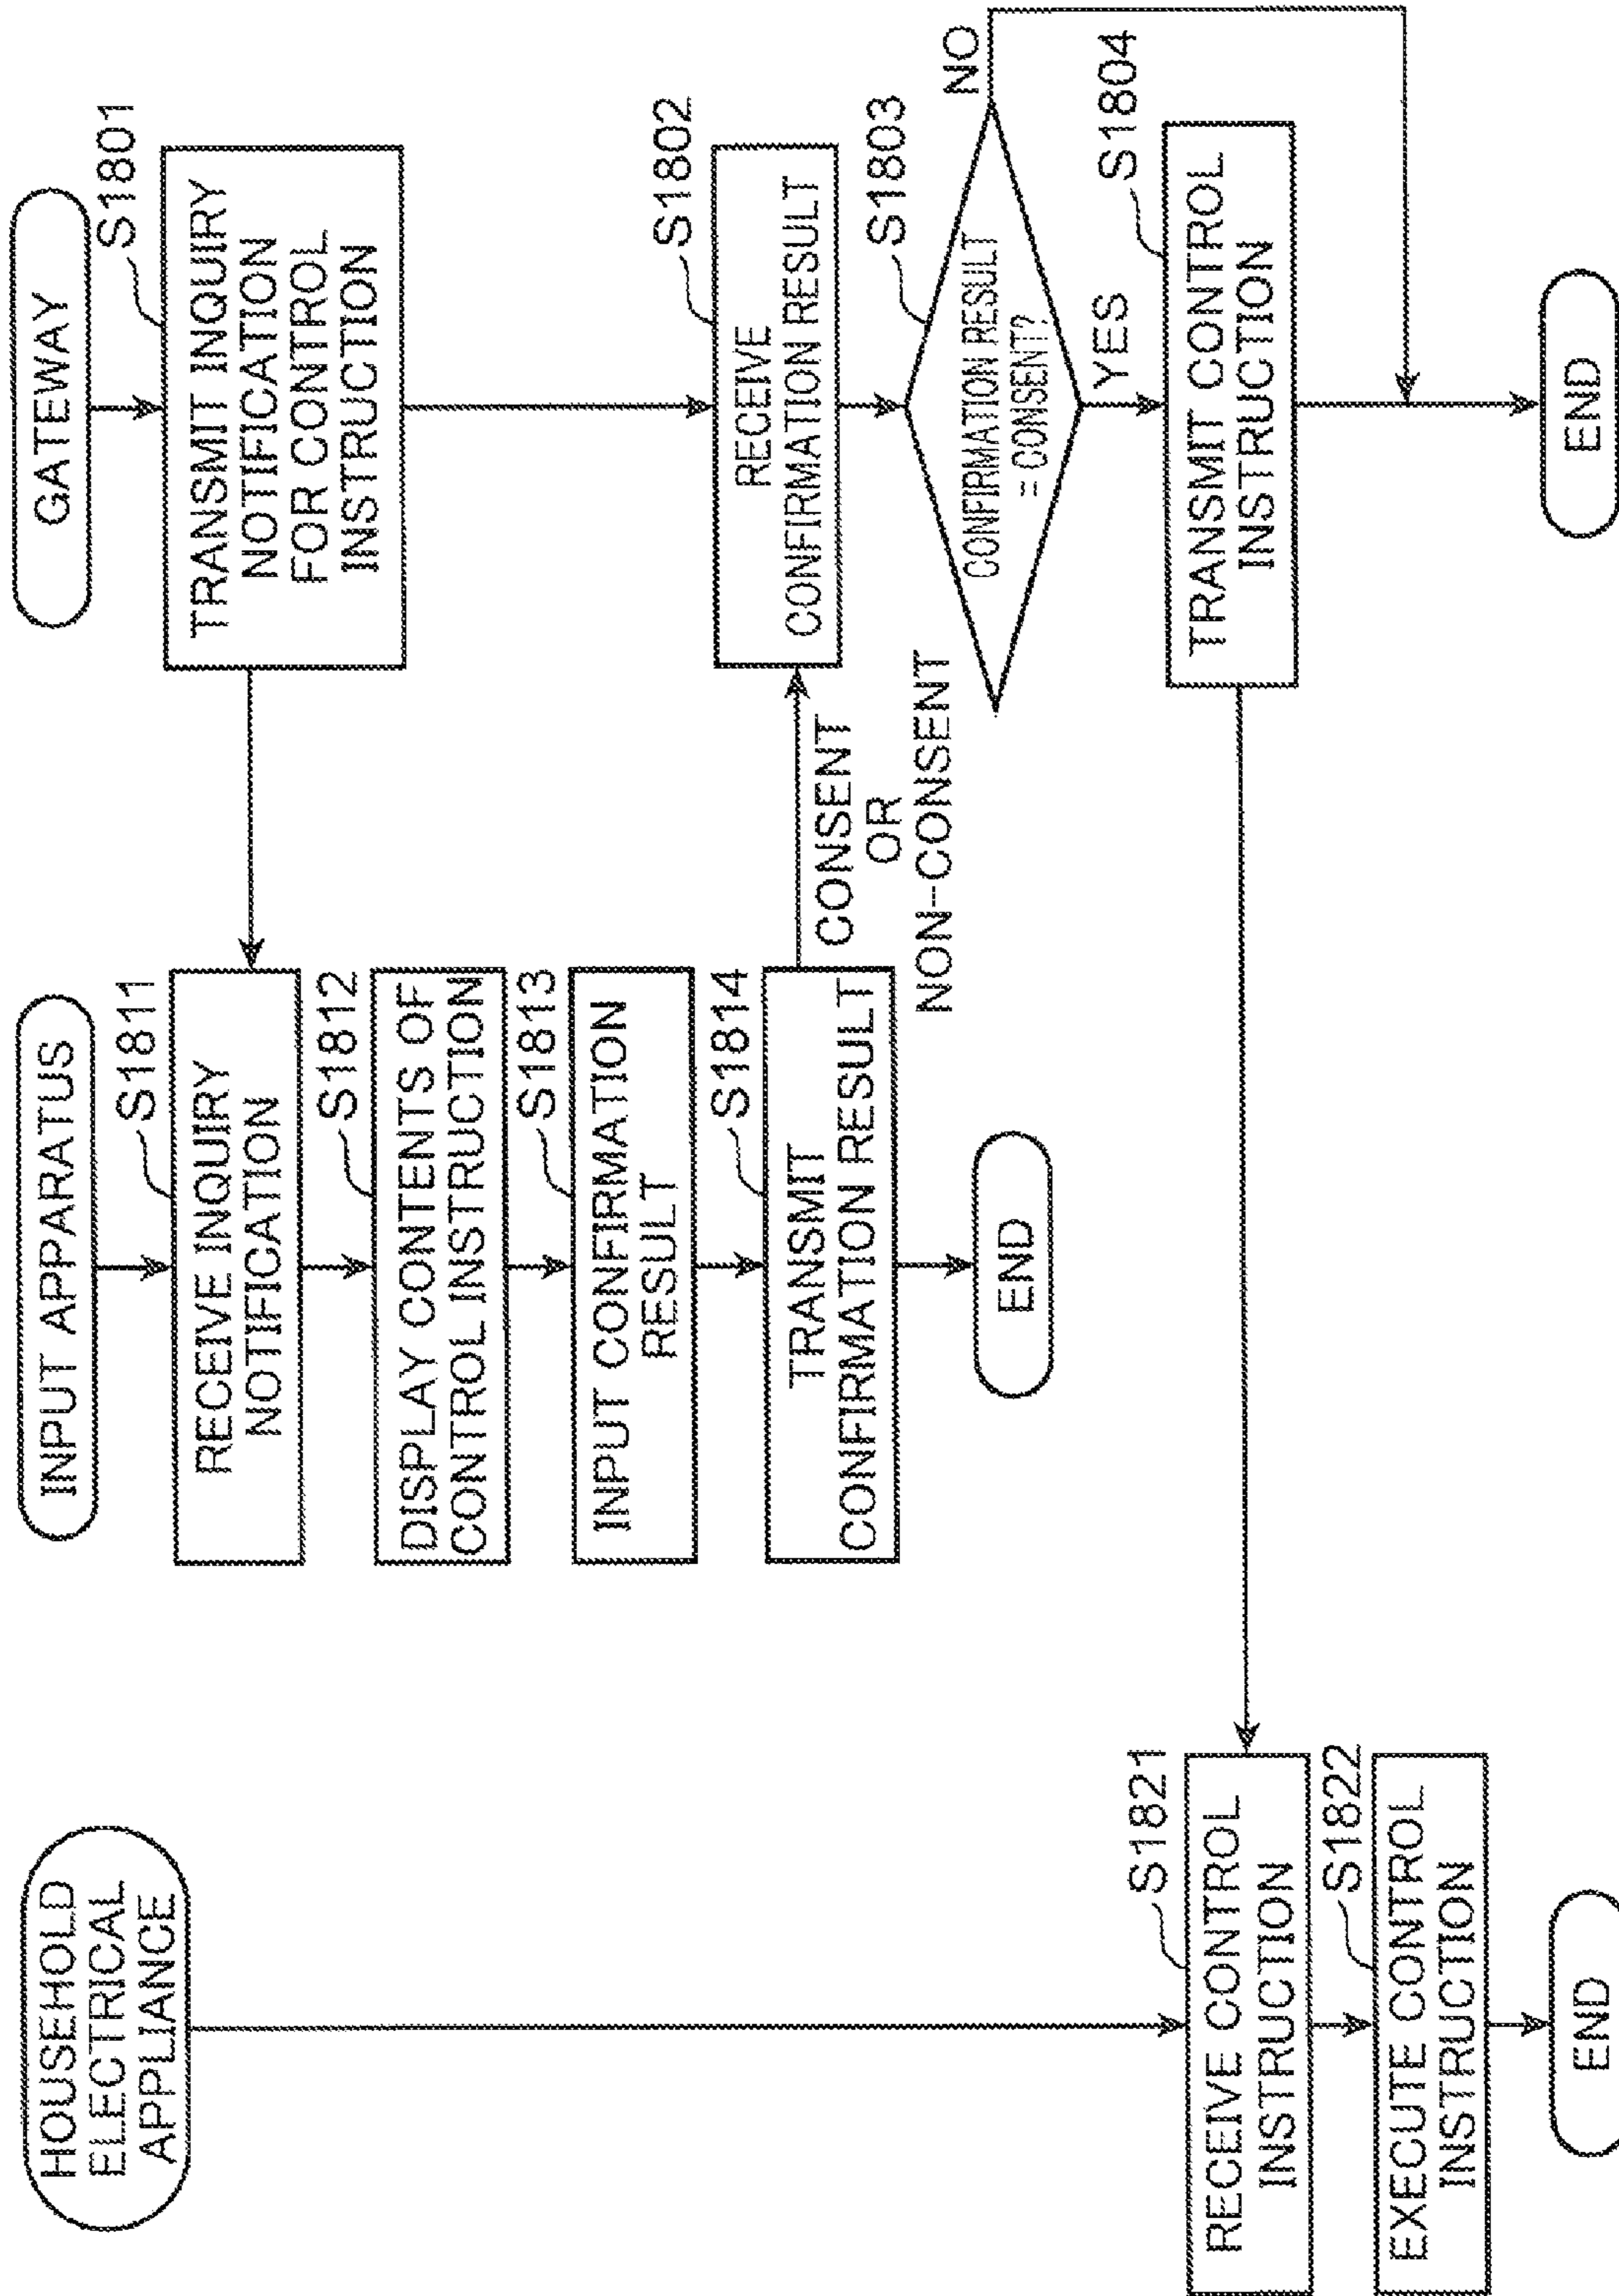 HOUSEHOLD
ELECTRICAL
APPLIANCE
S1821
RECEIVE CONTROL
INSTRUCTION
S1822
EXECUTE CONTROL
INSTRUCTION
END
INPUT APPARATUS
S1811
RECEIVE INQUIRY
NOTIFICATION
S1812
DISPLAY CONTENTS OF
CONTROL INSTRUCTION
S1813
INPUT CONFIRMATION
RESULT
S1814
TRANSMIT
CONFIRMATION RESULT
END
CONSENT
OR
NON-CONSENT
GATEWAY
S1801
TRANSMIT INQUIRY
NOTIFICATION
FOR CONTROL
INSTRUCTION
S1802
RECEIVE
CONFIRMATION RESULT
S1803
CONFIRMATION RESULT
= CONSENT?
NO
YES
S1804
TRANSMIT CONTROL
INSTRUCTION
END